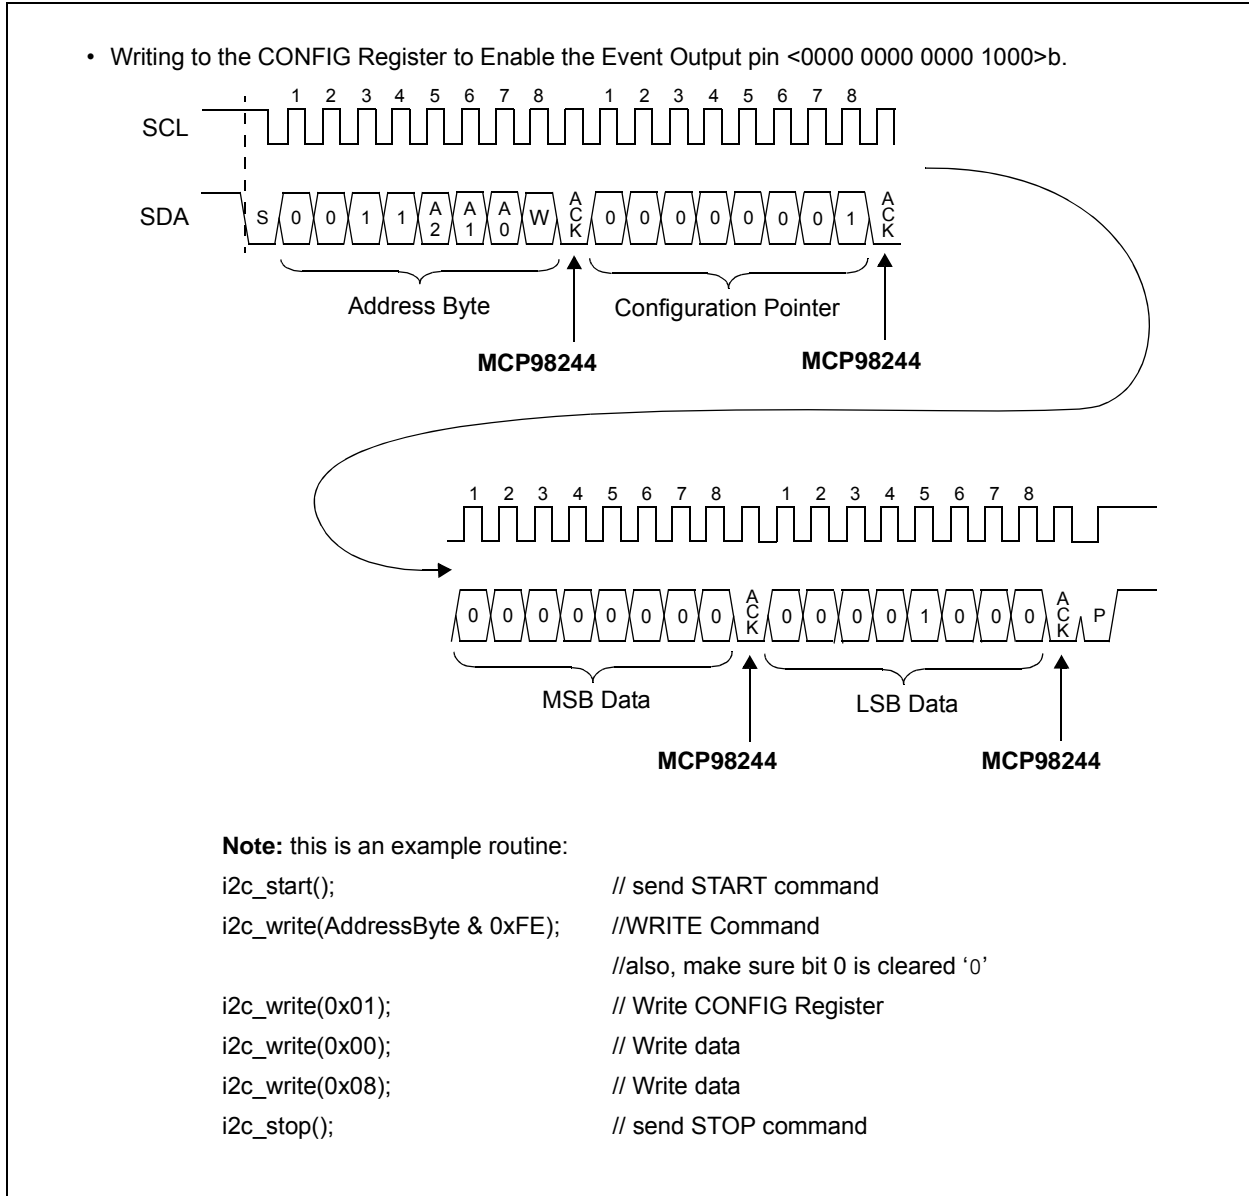 • Writing to the CONFIG Register to Enable the Event Output pin <0000 0000 0000 1000>b.
1 2 3 4 5 6 7 8 1 2 3 4 5 6 7 8
SCL
SDA S 0 0 1 1 A2 A1 A0 W ACK 0 0 0 0 0 0 0 1 ACK
Address Byte Configuration Pointer
MCP98244 MCP98244
1 2 3 4 5 6 7 8 1 2 3 4 5 6 7 8
0 0 0 0 0 0 0 0 ACK 0 0 0 0 1 0 0 0 ACK P
MSB Data LSB Data
MCP98244 MCP98244
Note: this is an example routine:
i2c_start(); // send START command
i2c_write(AddressByte & 0xFE); //WRITE Command
//also, make sure bit 0 is cleared ‘0’
i2c_write(0x01); // Write CONFIG Register
i2c_write(0x00); // Write data
i2c_write(0x08); // Write data
i2c_stop(); // send STOP command